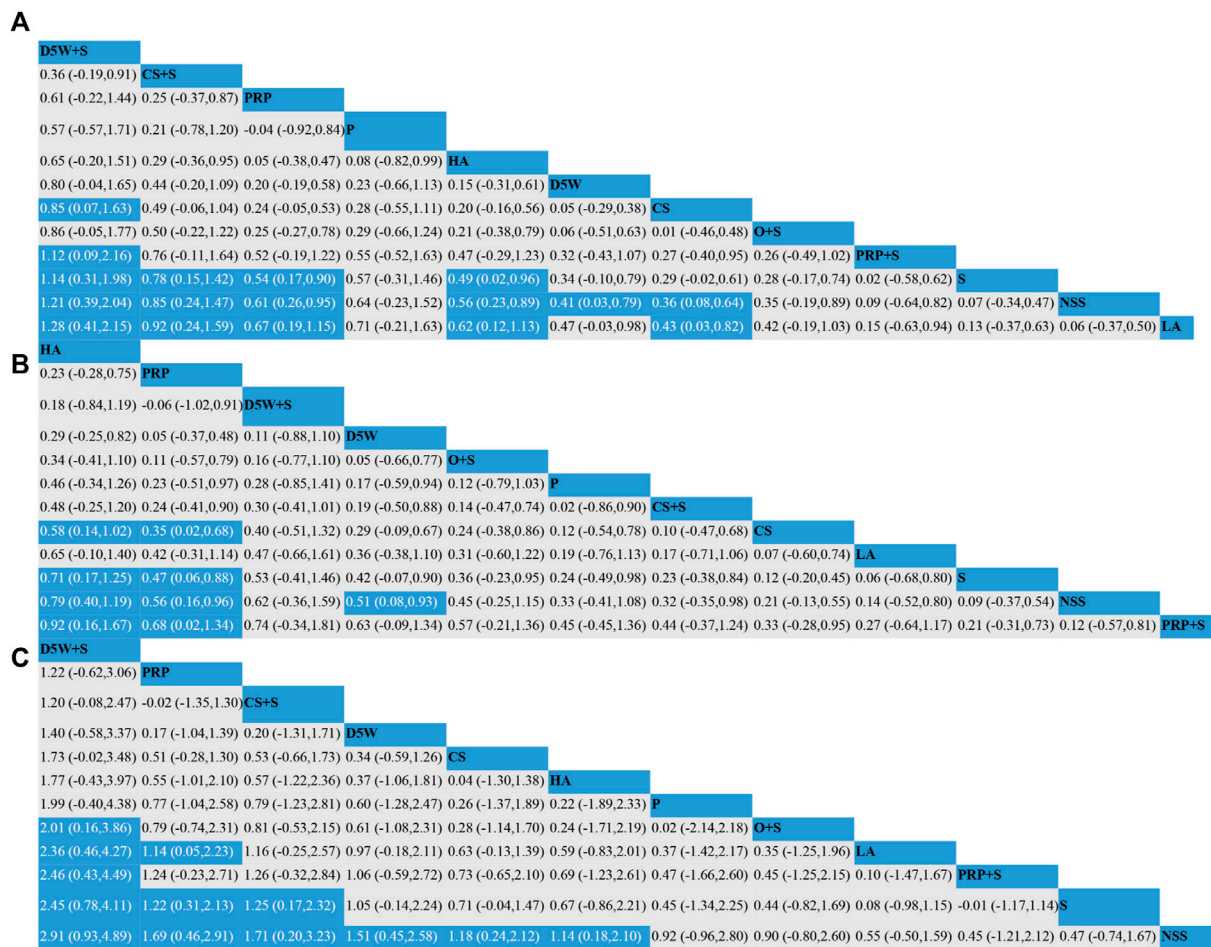 A
D5W+S
0.36 (-0.19,0.91) CS+S
0.61 (-0.22,1.44) 0.25 (-0.37,0.87) PRP
0.57 (-0.57,1.71) 0.21 (-0.78,1.20) -0.04 (-0.92,0.84) P
0.65 (-0.20,1.51) 0.29 (-0.36,0.95) 0.05 (-0.38,0.47) 0.08 (-0.82,0.99) HA
0.80 (-0.04,1.65) 0.44 (-0.20,1.09) 0.20 (-0.19,0.58) 0.23 (-0.66,1.13) 0.15 (-0.31,0.61) D5W
0.85 (0.07,1.63) 0.49 (-0.06,1.04) 0.24 (-0.05,0.53) 0.28 (-0.55,1.11) 0.20 (-0.16,0.56) 0.05 (-0.29,0.38) CS
0.86 (-0.05,1.77) 0.50 (-0.22,1.22) 0.25 (-0.27,0.78) 0.29 (-0.66,1.24) 0.21 (-0.38,0.79) 0.06 (-0.51,0.63) 0.01 (-0.46,0.48) O+S
1.12 (0.09,2.16) 0.76 (-0.11,1.64) 0.52 (-0.19,1.22) 0.55 (-0.52,1.63) 0.47 (-0.29,1.23) 0.32 (-0.43,1.07) 0.27 (-0.40,0.95) 0.26 (-0.49,1.02) PRP+S
1.14 (0.31,1.98) 0.78 (0.15,1.42) 0.54 (0.17,0.90) 0.57 (-0.31,1.46) 0.49 (0.02,0.96) 0.34 (-0.10,0.79) 0.29 (-0.02,0.61) 0.28 (-0.17,0.74) 0.02 (-0.58,0.62) S
1.21 (0.39,2.04) 0.85 (0.24,1.47) 0.61 (0.26,0.95) 0.64 (-0.23,1.52) 0.56 (0.23,0.89) 0.41 (0.03,0.79) 0.36 (0.08,0.64) 0.35 (-0.19,0.89) 0.09 (-0.64,0.82) 0.07 (-0.34,0.47) NSS
1.28 (0.41,2.15) 0.92 (0.24,1.59) 0.67 (0.19,1.15) 0.71 (-0.21,1.63) 0.62 (0.12,1.13) 0.47 (-0.03,0.98) 0.43 (0.03,0.82) 0.42 (-0.19,1.03) 0.15 (-0.63,0.94) 0.13 (-0.37,0.63) 0.06 (-0.37,0.50) LA
B
HA
0.23 (-0.28,0.75) PRP
0.18 (-0.84,1.19) -0.06 (-1.02,0.91) D5W+S
0.29 (-0.25,0.82) 0.05 (-0.37,0.48) 0.11 (-0.88,1.10) D5W
0.34 (-0.41,1.10) 0.11 (-0.57,0.79) 0.16 (-0.77,1.10) 0.05 (-0.66,0.77) O+S
0.46 (-0.34,1.26) 0.23 (-0.51,0.97) 0.28 (-0.85,1.41) 0.17 (-0.59,0.94) 0.12 (-0.79,1.03) P
0.48 (-0.25,1.20) 0.24 (-0.41,0.90) 0.30 (-0.41,1.01) 0.19 (-0.50,0.88) 0.14 (-0.47,0.74) 0.02 (-0.86,0.90) CS+S
0.58 (0.14,1.02) 0.35 (0.02,0.68) 0.40 (-0.51,1.32) 0.29 (-0.09,0.67) 0.24 (-0.38,0.86) 0.12 (-0.54,0.78) 0.10 (-0.47,0.68) CS
0.65 (-0.10,1.40) 0.42 (-0.31,1.14) 0.47 (-0.66,1.61) 0.36 (-0.38,1.10) 0.31 (-0.60,1.22) 0.19 (-0.76,1.13) 0.17 (-0.71,1.06) 0.07 (-0.60,0.74) LA
0.71 (0.17,1.25) 0.47 (0.06,0.88) 0.53 (-0.41,1.46) 0.42 (-0.07,0.90) 0.36 (-0.23,0.95) 0.24 (-0.49,0.98) 0.23 (-0.38,0.84) 0.12 (-0.20,0.45) 0.06 (-0.68,0.80) S
0.79 (0.40,1.19) 0.56 (0.16,0.96) 0.62 (-0.36,1.59) 0.51 (0.08,0.93) 0.45 (-0.25,1.15) 0.33 (-0.41,1.08) 0.32 (-0.35,0.98) 0.21 (-0.13,0.55) 0.14 (-0.52,0.80) 0.09 (-0.37,0.54) NSS
0.92 (0.16,1.67) 0.68 (0.02,1.34) 0.74 (-0.34,1.81) 0.63 (-0.09,1.34) 0.57 (-0.21,1.36) 0.45 (-0.45,1.36) 0.44 (-0.37,1.24) 0.33 (-0.28,0.95) 0.27 (-0.64,1.17) 0.21 (-0.31,0.73) 0.12 (-0.57,0.81) PRP+S
C
D5W+S
1.22 (-0.62,3.06) PRP
1.20 (-0.08,2.47) -0.02 (-1.35,1.30) CS+S
1.40 (-0.58,3.37) 0.17 (-1.04,1.39) 0.20 (-1.31,1.71) D5W
1.73 (-0.02,3.48) 0.51 (-0.28,1.30) 0.53 (-0.66,1.73) 0.34 (-0.59,1.26) CS
1.77 (-0.43,3.97) 0.55 (-1.01,2.10) 0.57 (-1.22,2.36) 0.37 (-1.06,1.81) 0.04 (-1.30,1.38) HA
1.99 (-0.40,4.38) 0.77 (-1.04,2.58) 0.79 (-1.23,2.81) 0.60 (-1.28,2.47) 0.26 (-1.37,1.89) 0.22 (-1.89,2.33) P
2.01 (0.16,3.86) 0.79 (-0.74,2.31) 0.81 (-0.53,2.15) 0.61 (-1.08,2.31) 0.28 (-1.14,1.70) 0.24 (-1.71,2.19) 0.02 (-2.14,2.18) O+S
2.36 (0.46,4.27) 1.14 (0.05,2.23) 1.16 (-0.25,2.57) 0.97 (-0.18,2.11) 0.63 (-0.13,1.39) 0.59 (-0.83,2.01) 0.37 (-1.42,2.17) 0.35 (-1.25,1.96) LA
2.46 (0.43,4.49) 1.24 (-0.23,2.71) 1.26 (-0.32,2.84) 1.06 (-0.59,2.72) 0.73 (-0.65,2.10) 0.69 (-1.23,2.61) 0.47 (-1.66,2.60) 0.45 (-1.25,2.15) 0.10 (-1.47,1.67) PRP+S
2.45 (0.78,4.11) 1.22 (0.31,2.13) 1.25 (0.17,2.32) 1.05 (-0.14,2.24) 0.71 (-0.04,1.47) 0.67 (-0.86,2.21) 0.45 (-1.34,2.25) 0.44 (-0.82,1.69) 0.08 (-0.98,1.15) -0.01 (-1.17,1.14) S
2.91 (0.93,4.89) 1.69 (0.46,2.91) 1.71 (0.20,3.23) 1.51 (0.45,2.58) 1.18 (0.24,2.12) 1.14 (0.18,2.10) 0.92 (-0.96,2.80) 0.90 (-0.80,2.60) 0.55 (-0.50,1.59) 0.45 (-1.21,2.12) 0.47 (-0.74,1.67) NSS